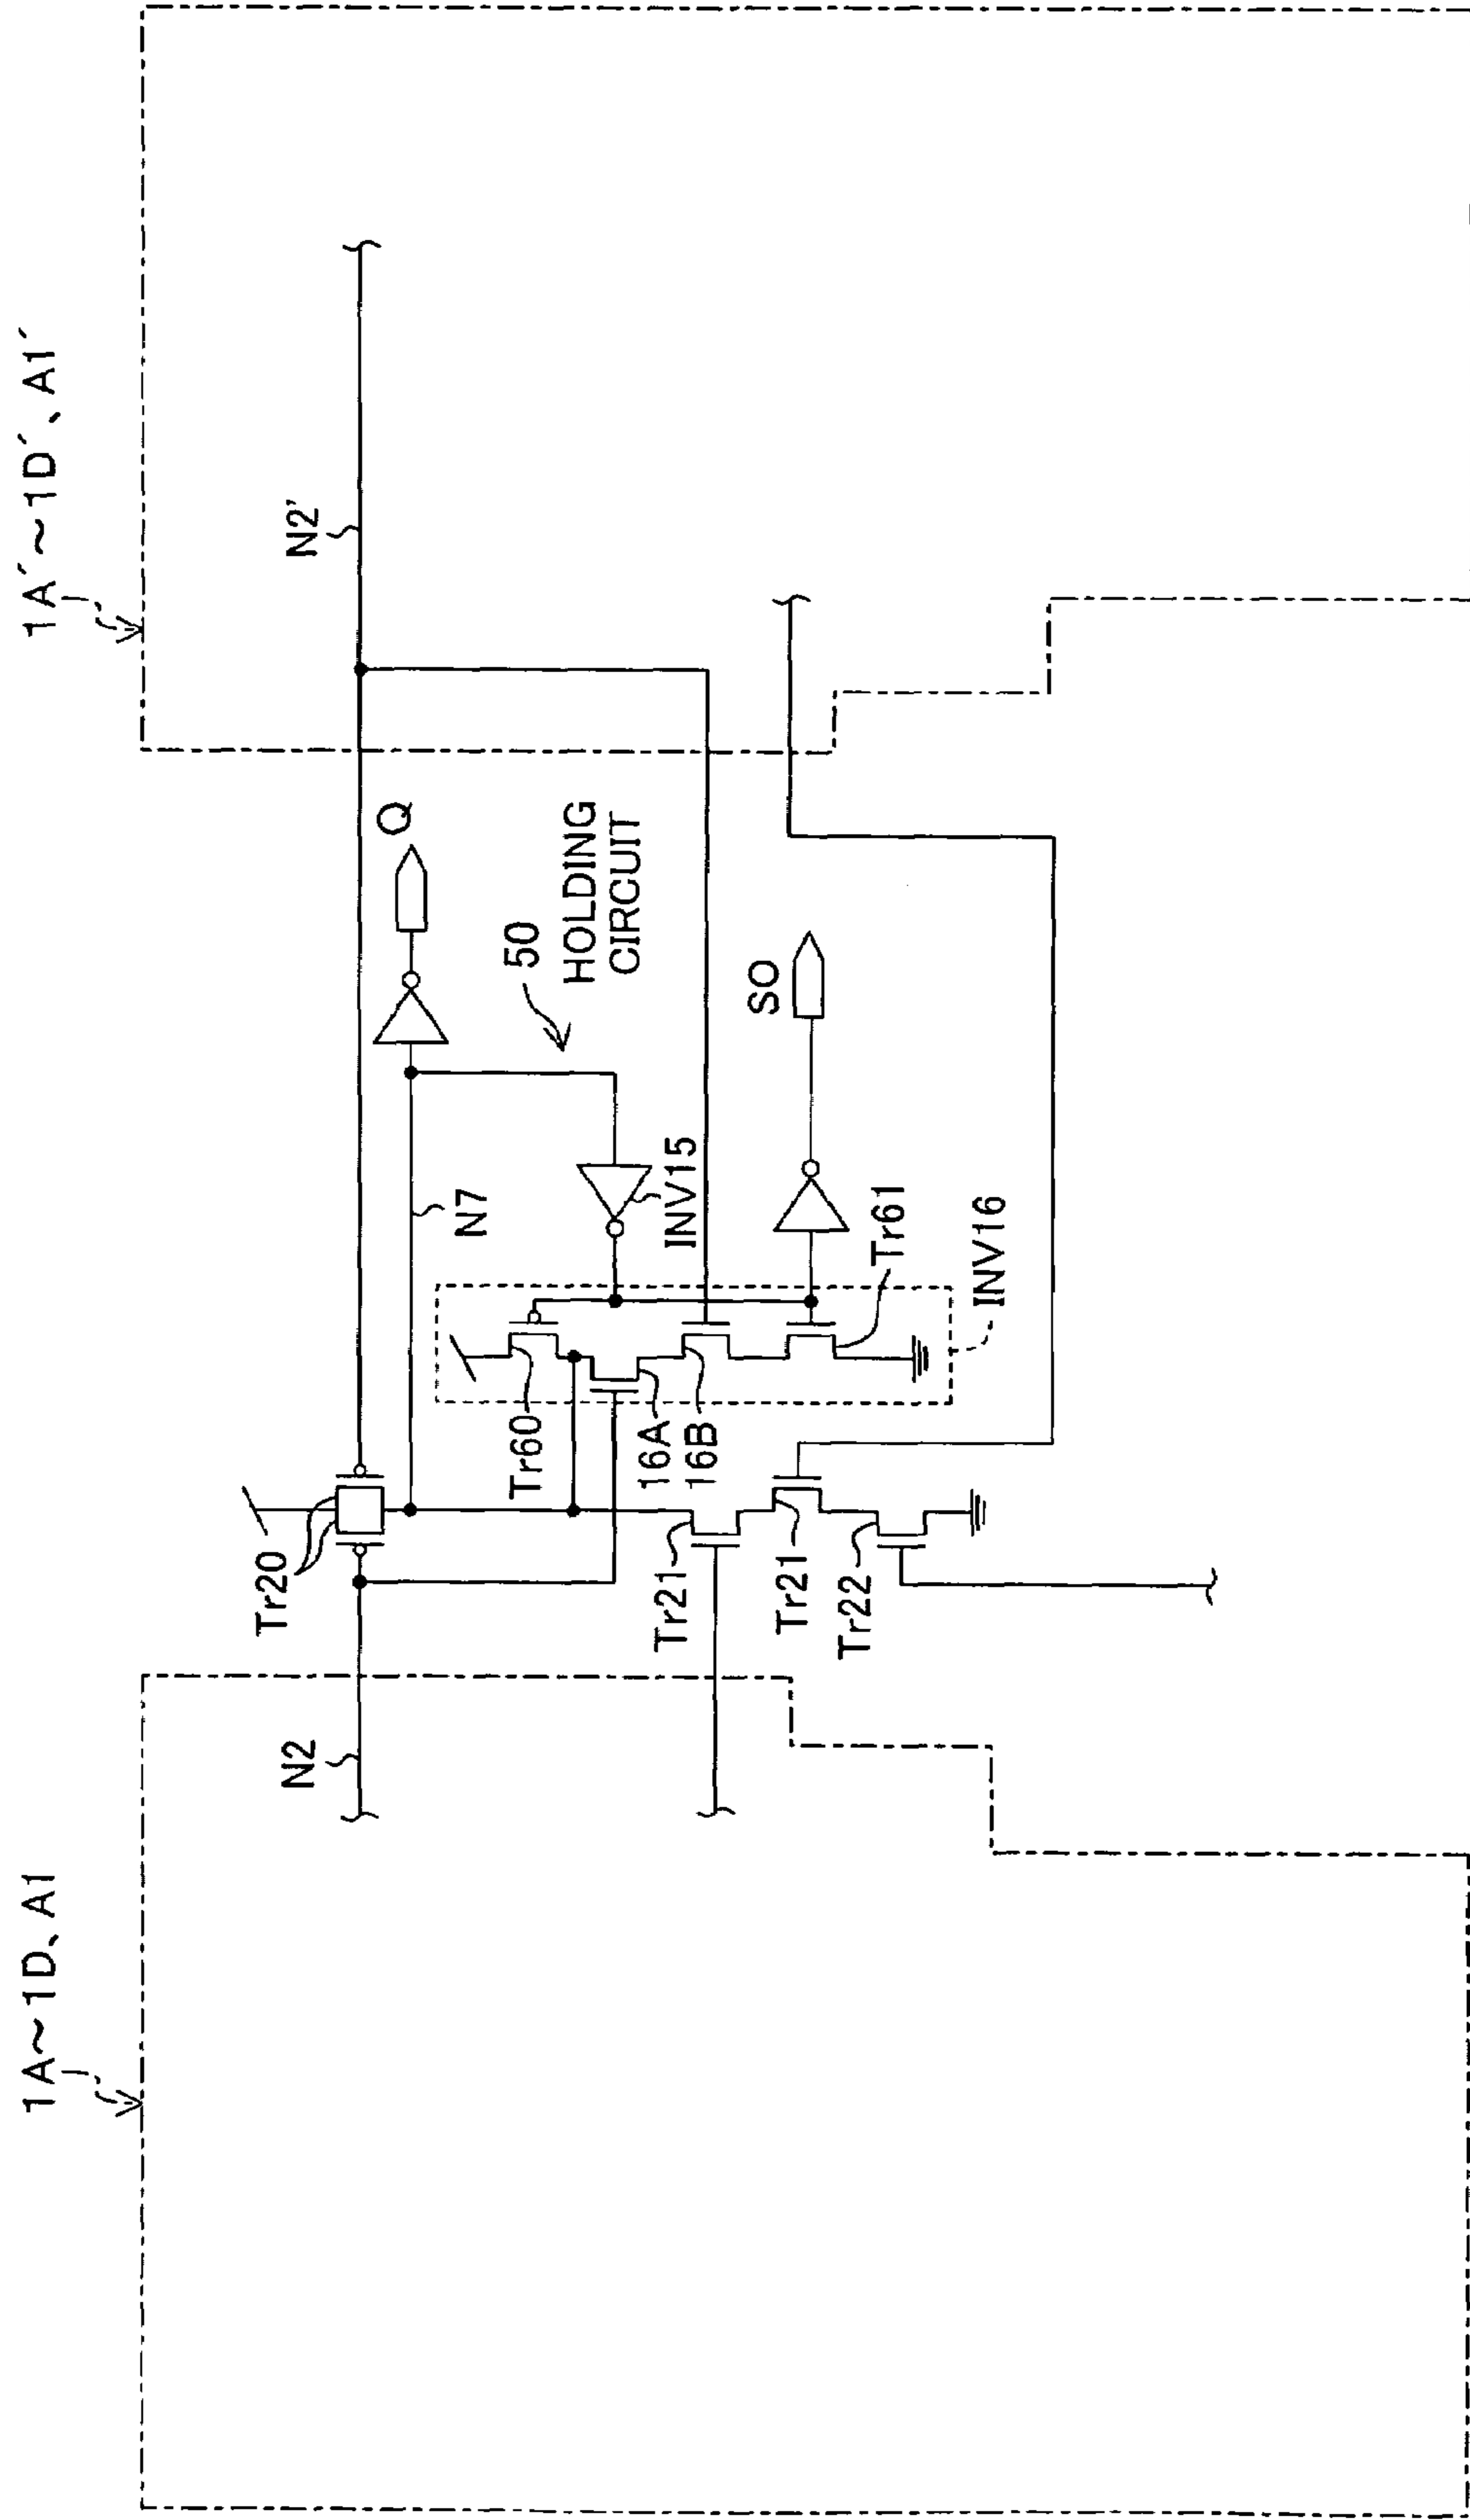 1A~1D、A1
1A´~1D´、A1´
N2
N2'
Tr20
Q
N7
50
HOLDING
CIRCUIT
INV15
Tr60
16A
16B
SO
Tr61
INV16
Tr21
Tr21
Tr22